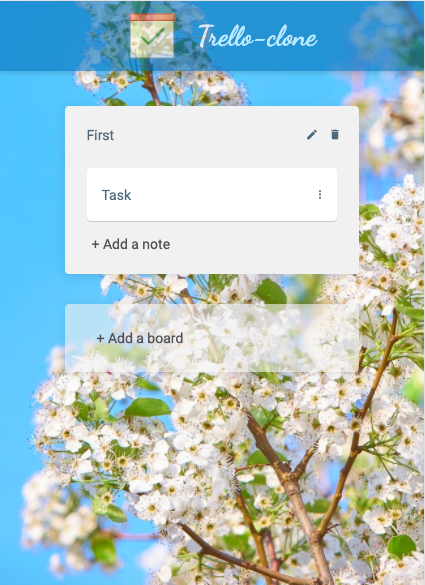 Trello-clone
First
Task
+ Add a note
+ Add a board